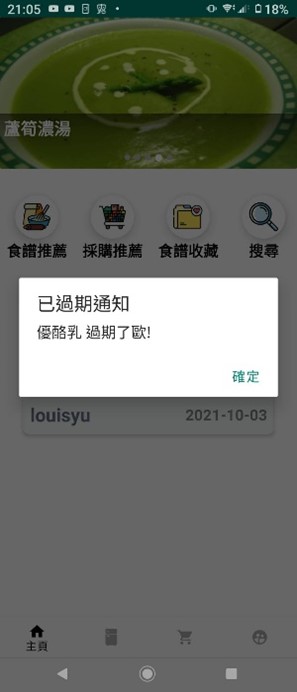 21:05
18%
蘆筍濃湯
食譜推薦 採購推薦 食譜收藏 搜尋
已過期通知
優酪乳 過期了歐!
確定
louisyu 2021-10-03
主頁